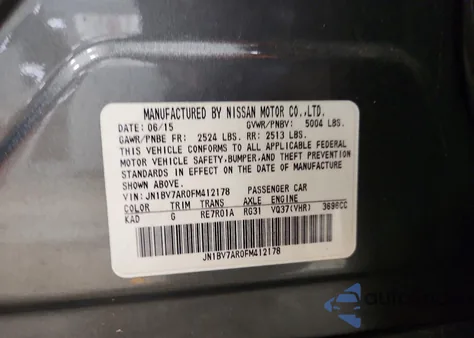 MANUFACTURED BY NISSAN MOTOR CO.,LTD.
DATE: 06/15 GVWR/PNBV: 5004 LBS.
GAWR/PNBE FR: 2524 LBS. RR: 2513 LBS.
THIS VEHICLE CONFORMS TO ALL APPLICABLE FEDERAL
MOTOR VEHICLE SAFETY,BUMPER,AND THEFT PREVENTION
STANDARDS IN EFFECT ON THE DATE OF MANUFACTURE
SHOWN ABOVE.
VIN: JN1BV7AR0FM412178 PASSENGER CAR
COLOR TRIM TRANS AXLE ENGINE
KAD G RE7R01A RG31 VQ37(VHR) 3696CC
JN1BV7AR0FM412178